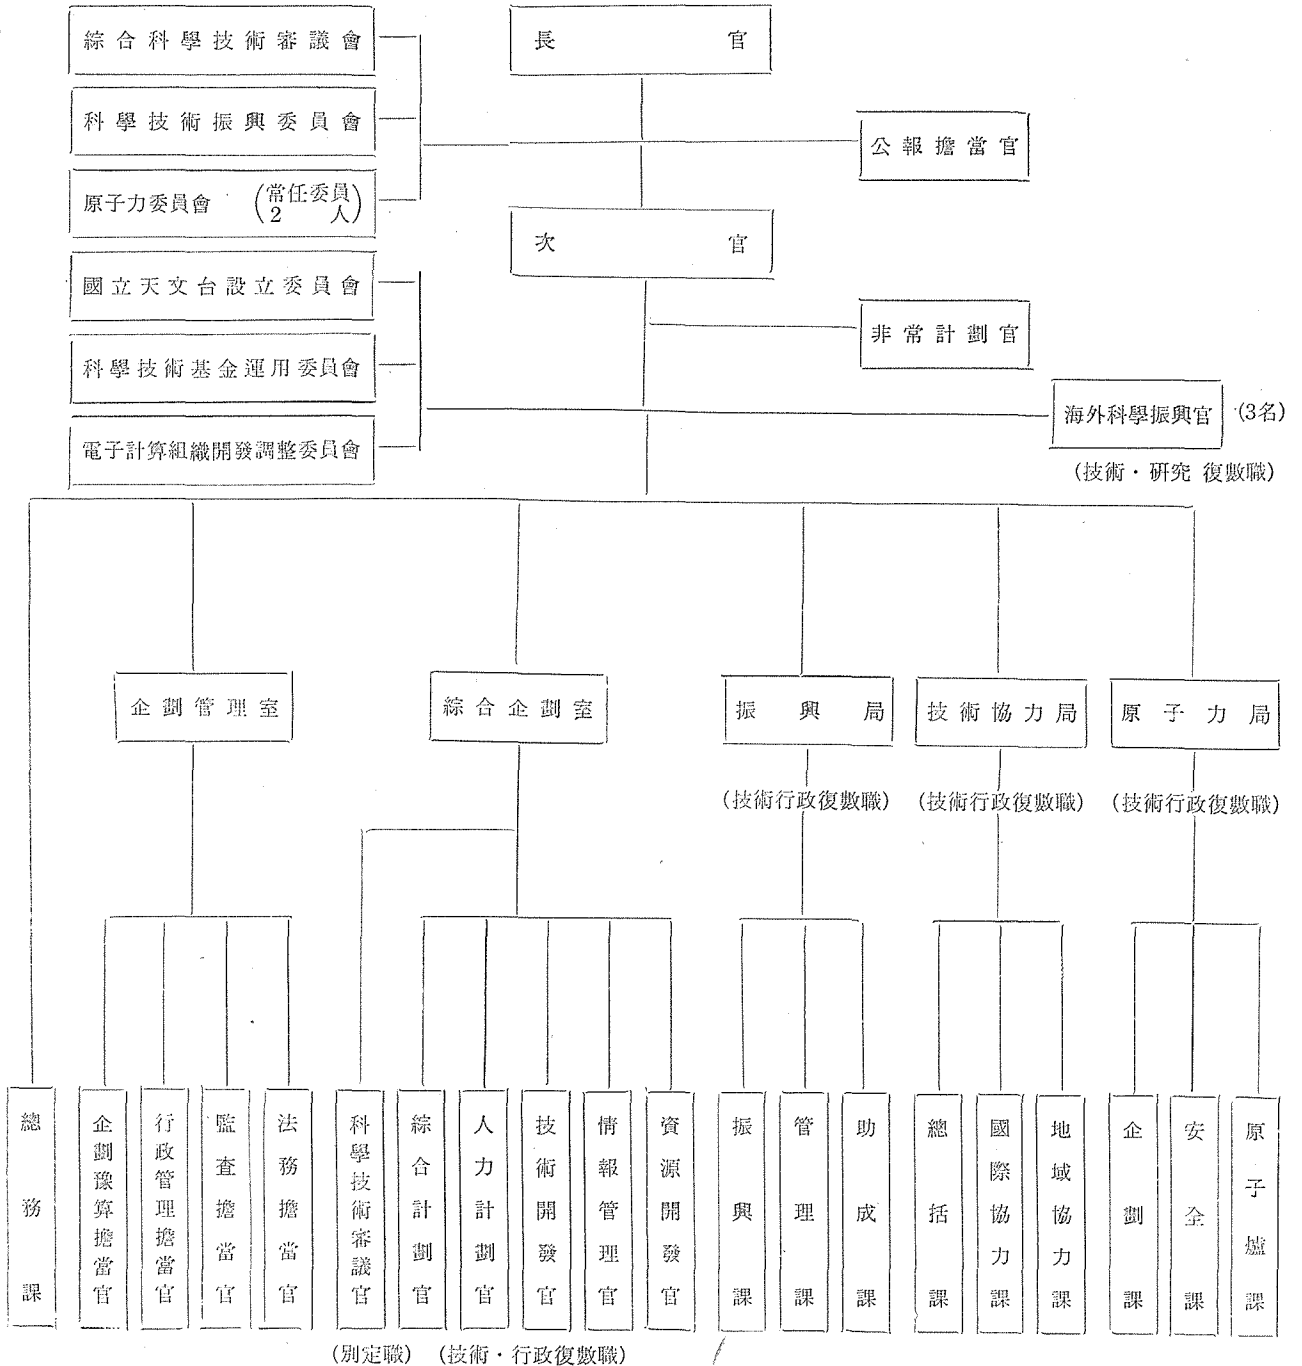 綜合科學技術審議會
長官
科學技術振興委員會
公報擔當官
原子力委員會 (常任委員 2人)
次官
國立天文台設立委員會
非常計劃官
科學技術基金運用委員會
海外科學振興官 (3名)
電子計算組織開發調整委員會
(技術・研究 復數職)
企劃管理室
綜合企劃室
振興局
技術協力局
原子力局
(技術行政復數職)
(技術行政復數職)
(技術行政復數職)
總務課
企劃豫算擔當官
行政管理擔當官
監査擔當官
法務擔當官
科學技術審議官
綜合計劃官
人力計劃官
技術開發官
情報管理官
資源開發官
振興課
管理課
助成課
總括課
國際協力課
地域協力課
企劃課
安全課
原子爐課
(別定職) (技術・行政復數職)